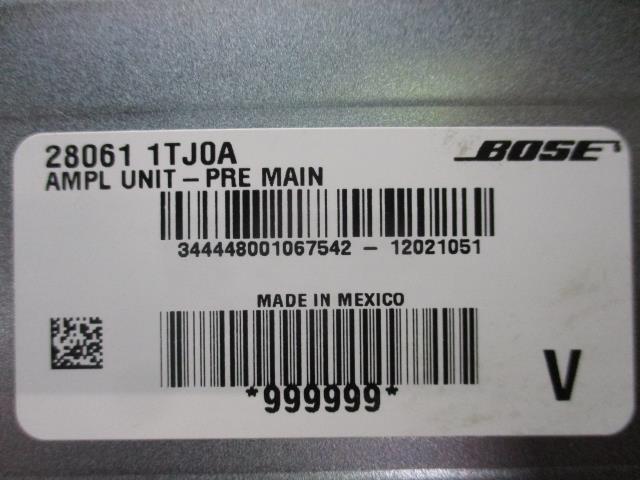 28061 1TJ0A
BOSE
AMPL UNIT – PRE MAIN
344448001067542 – 12021051
MADE IN MEXICO
*999999*
V